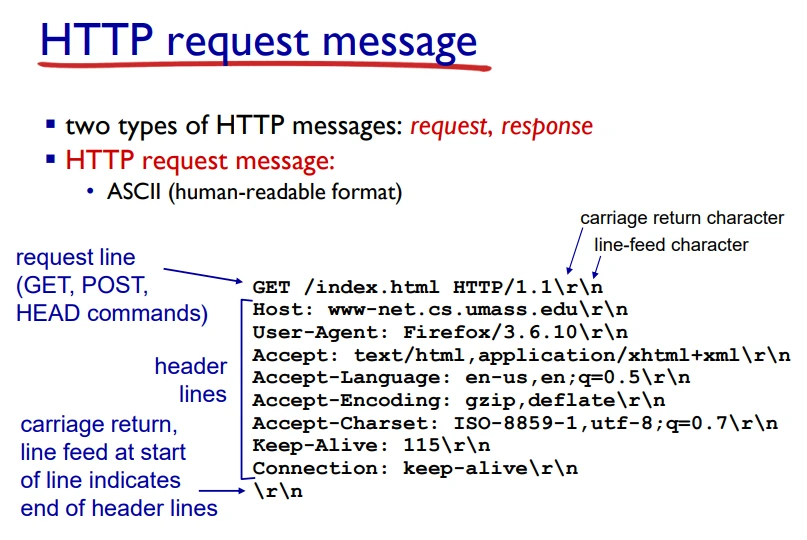 HTTP request message
▪ two types of HTTP messages: request, response
▪ HTTP request message:
• ASCII (human-readable format)
carriage return character
line-feed character
request line
(GET, POST,
HEAD commands)
header
lines
carriage return,
line feed at start
of line indicates
end of header lines
GET /index.html HTTP/1.1\r\n
Host: www-net.cs.umass.edu\r\n
User-Agent: Firefox/3.6.10\r\n
Accept: text/html,application/xhtml+xml\r\n
Accept-Language: en-us,en;q=0.5\r\n
Accept-Encoding: gzip,deflate\r\n
Accept-Charset: ISO-8859-1,utf-8;q=0.7\r\n
Keep-Alive: 115\r\n
Connection: keep-alive\r\n
\r\n